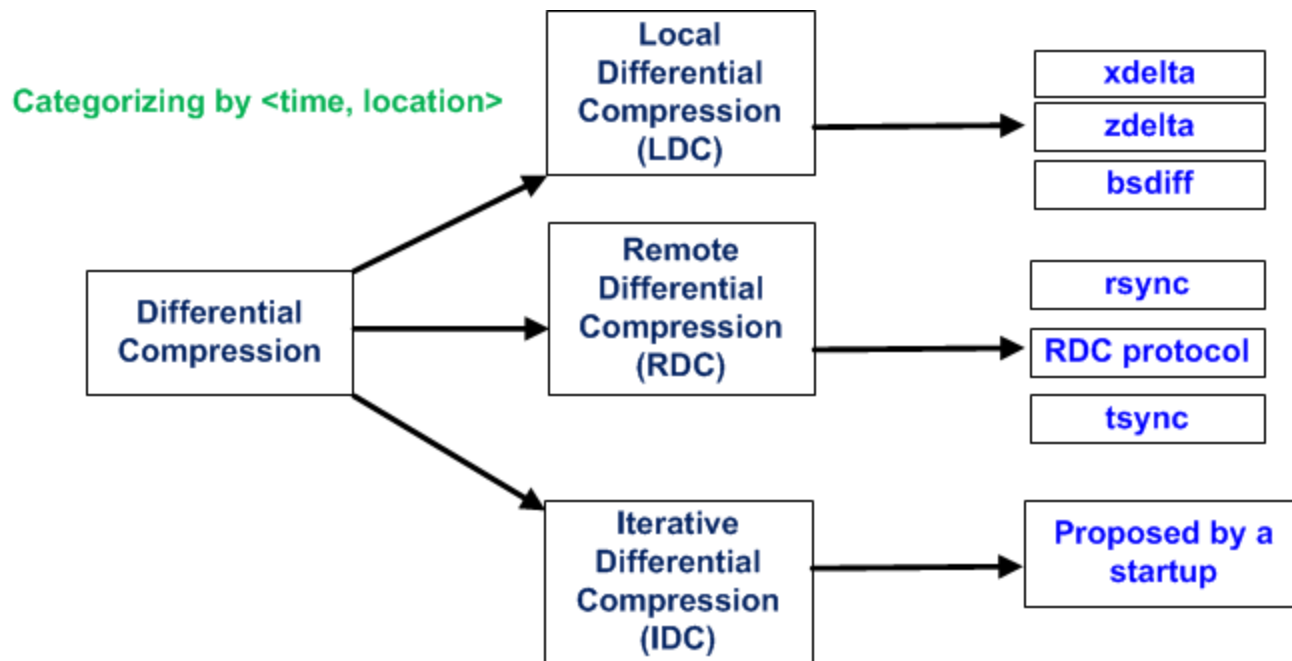 Categorizing by <time, location>
Differential
Compression
Local
Differential
Compression
(LDC)
xdelta
zdelta
bsdiff
Remote
Differential
Compression
(RDC)
rsync
RDC protocol
tsync
Iterative
Differential
Compression
(IDC)
Proposed by a
startup